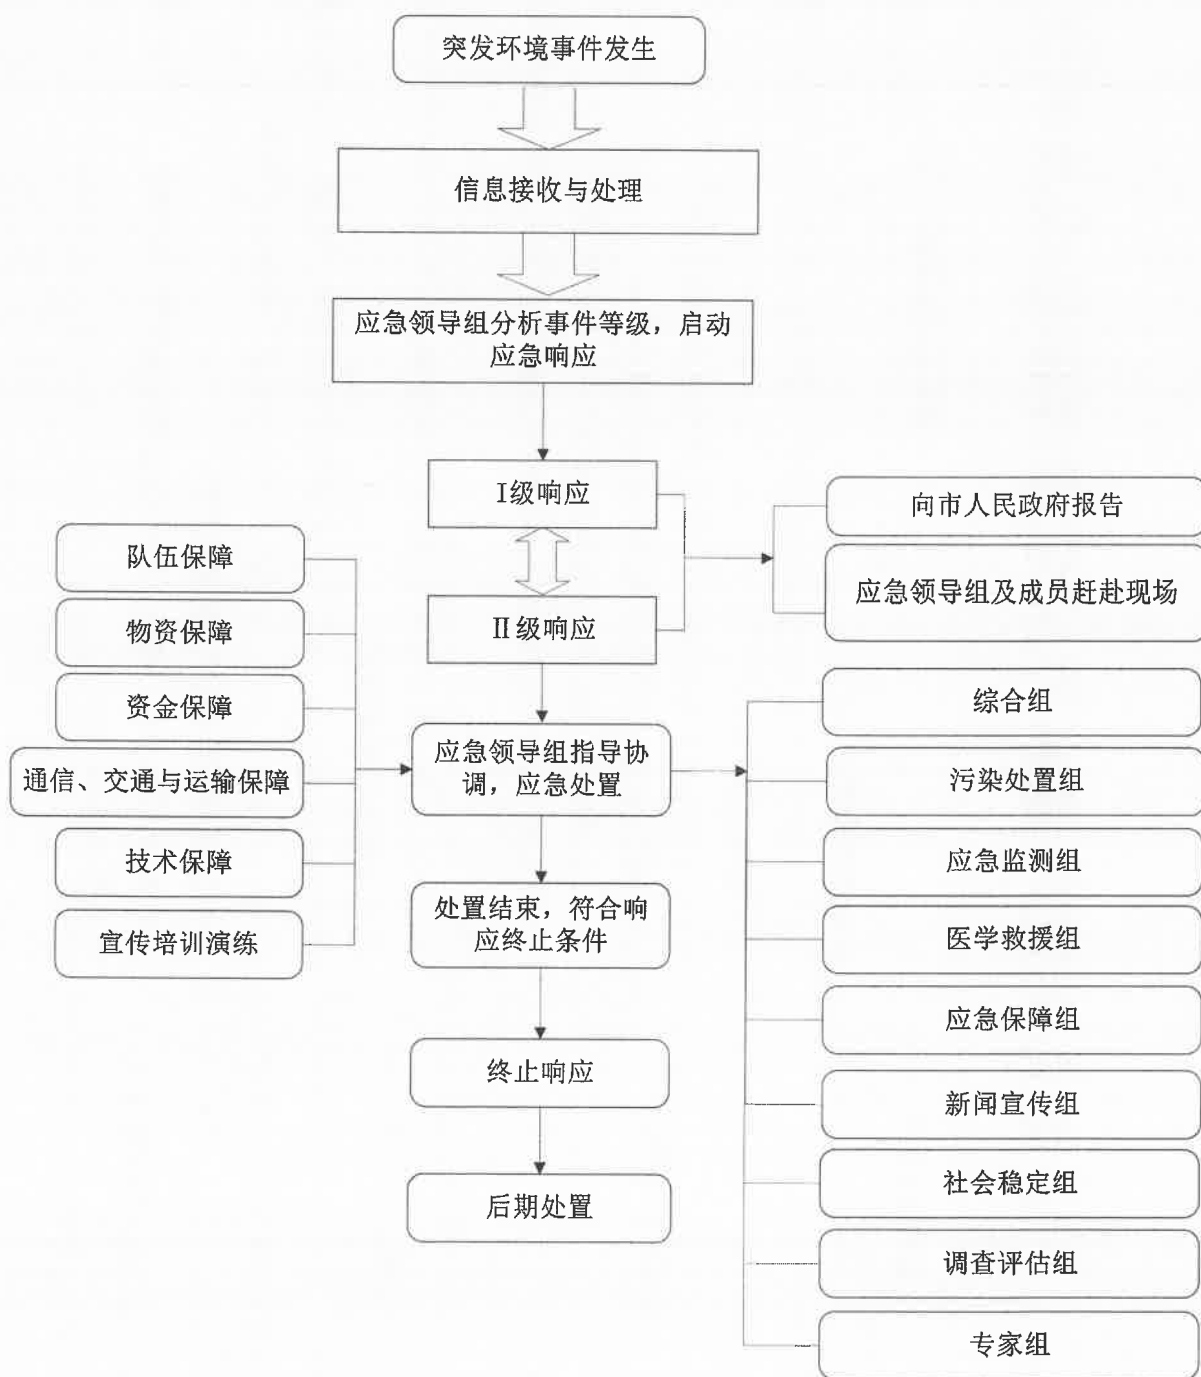 突发环境事件发生
信息接收与处理
应急领导组分析事件等级，启动
应急响应
Ⅰ级响应
Ⅱ级响应
向市人民政府报告
应急领导组及成员赶赴现场
队伍保障
物资保障
资金保障
通信、交通与运输保障
技术保障
宣传培训演练
应急领导组指导协
调，应急处置
处置结束，符合响
应终止条件
终止响应
后期处置
综合组
污染处置组
应急监测组
医学救援组
应急保障组
新闻宣传组
社会稳定组
调查评估组
专家组